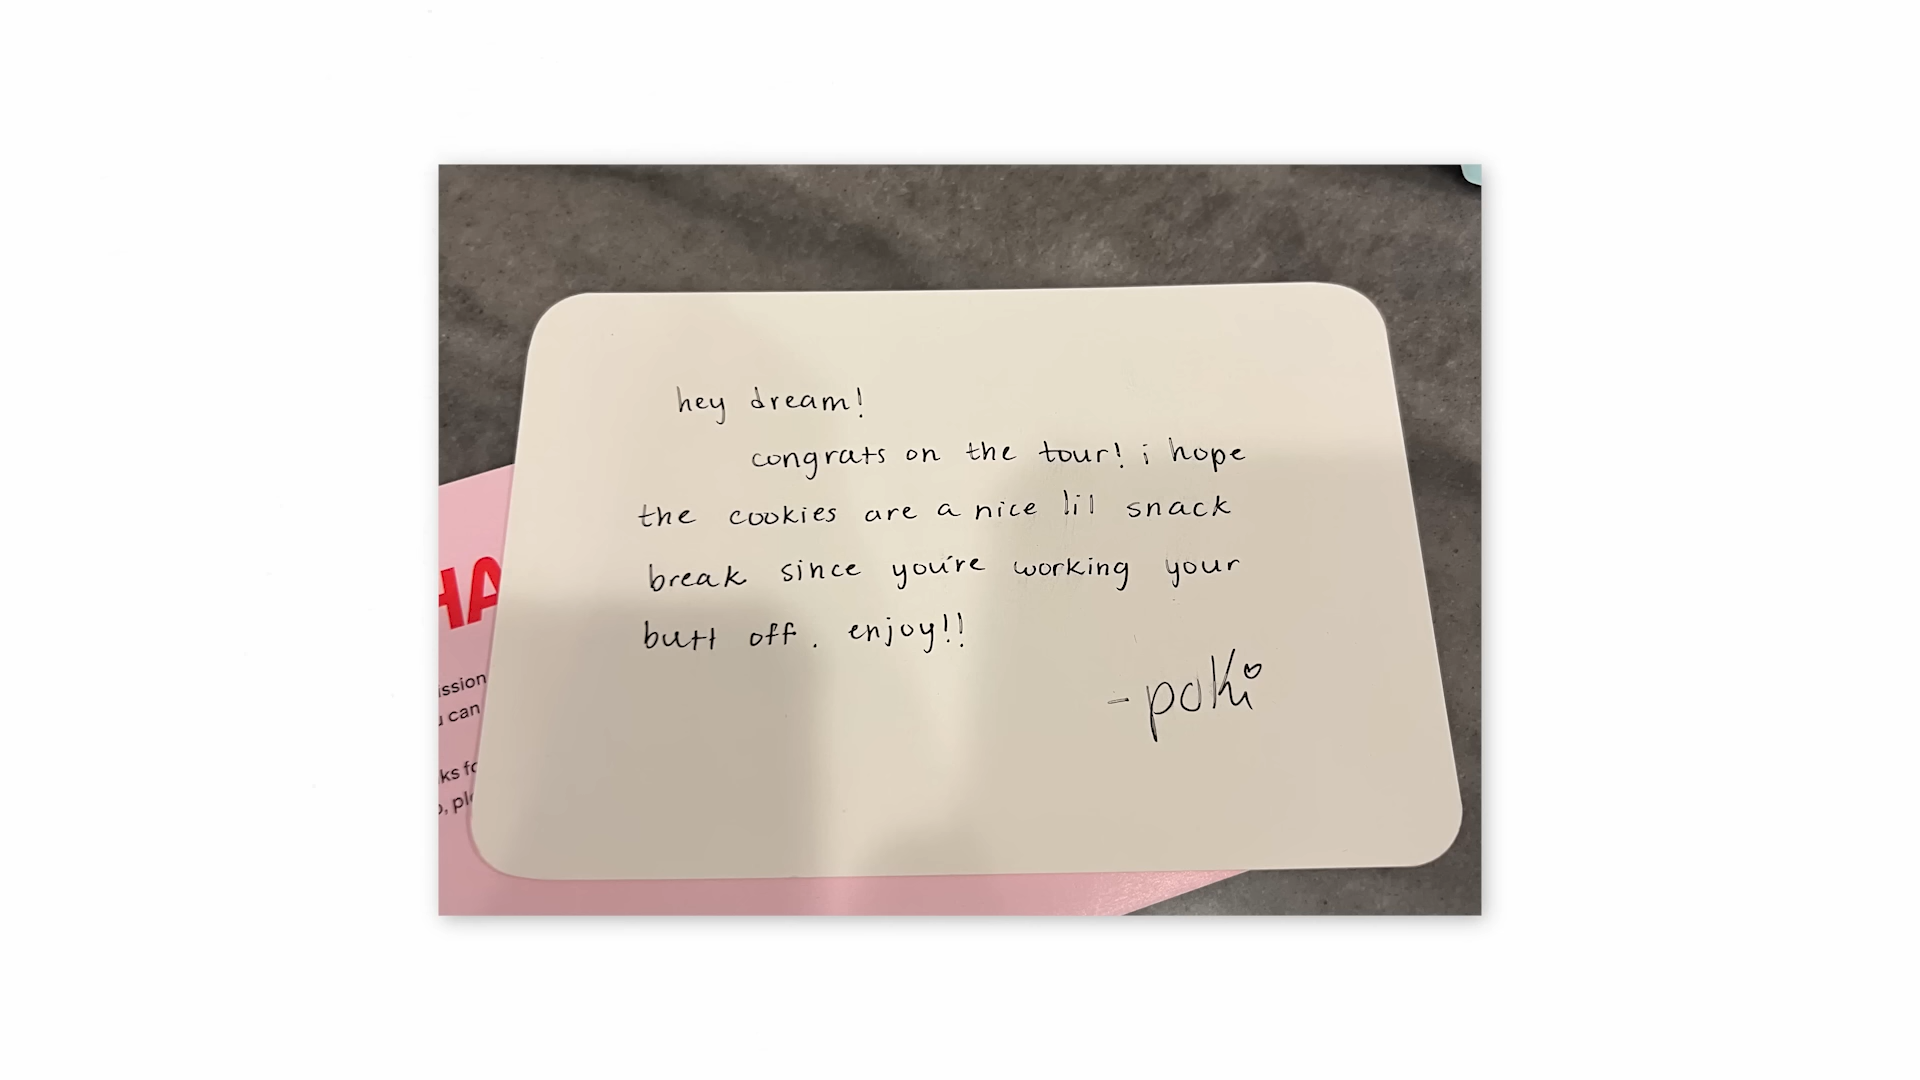 hey dream!
congrats on the tour! i hope
the cookies are a nice lil snack
break since you're working your
butt off. enjoy!!
-poki
HA
ission
u can
ks fo
o, ple